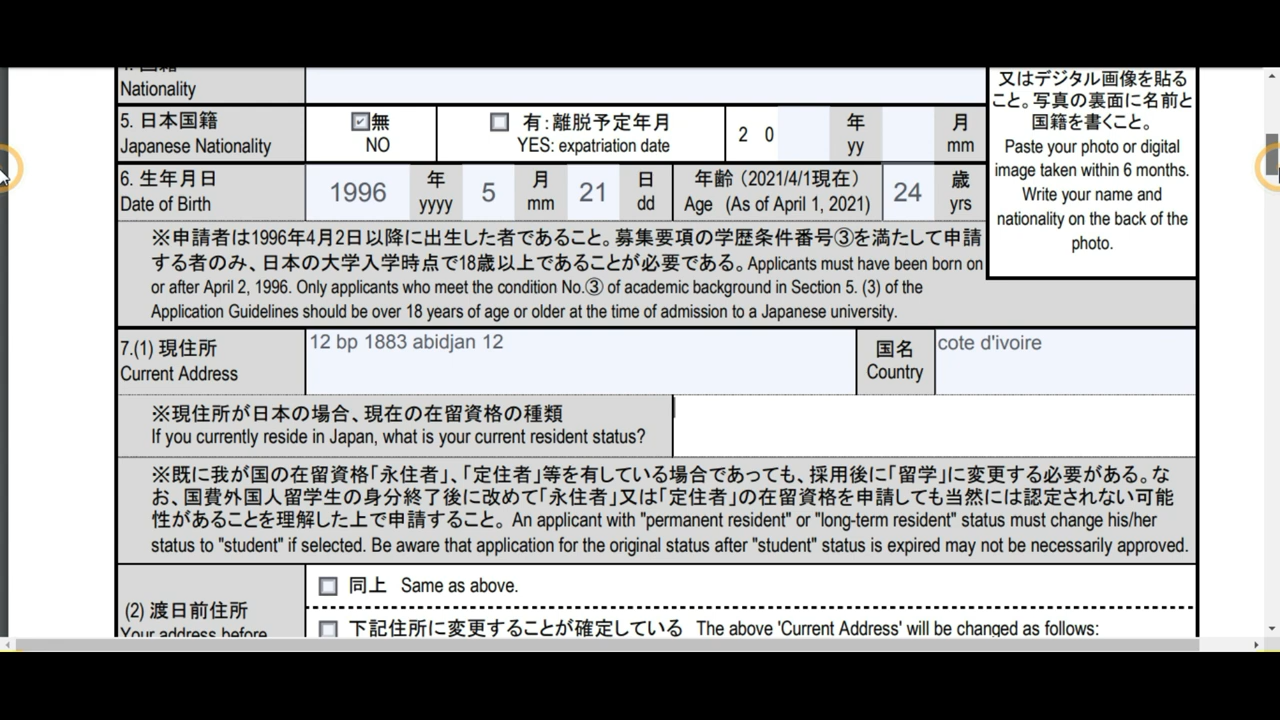 Nationality
又はデジタル画像を貼る
こと。写真の裏面に名前と
国籍を書くこと。
Paste your photo or digital
image taken within 6 months.
Write your name and
nationality on the back of the
photo.
5. 日本国籍
Japanese Nationality
無
NO
有:離脱予定年月
YES: expatriation date
2 0
年
yy
月
mm
6. 生年月日
Date of Birth
1996
年
yyyy
5
月
mm
21
日
dd
年齢（2021/4/1現在）
Age (As of April 1, 2021)
24
歳
yrs
※申請者は1996年4月2日以降に出生した者であること。募集要項の学歴条件番号③を満たして申請
する者のみ、日本の大学入学時点で18歳以上であることが必要である。Applicants must have been born on
or after April 2, 1996. Only applicants who meet the condition No.③ of academic background in Section 5. (3) of the
Application Guidelines should be over 18 years of age or older at the time of admission to a Japanese university.
7.(1) 現住所
Current Address
12 bp 1883 abidjan 12
国名
Country
cote d'ivoire
※現住所が日本の場合、現在の在留資格の種類
If you currently reside in Japan, what is your current resident status?
※既に我が国の在留資格「永住者」、「定住者」等を有している場合であっても、採用後に「留学」に変更する必要がある。な
お、国費外国人留学生の身分終了後に改めて「永住者」又は「定住者」の在留資格を申請しても当然には認定されない可能
性があることを理解した上で申請すること。 An applicant with "permanent resident" or "long-term resident" status must change his/her
status to "student" if selected. Be aware that application for the original status after "student" status is expired may not be necessarily approved.
(2) 渡日前住所
Your address before
同上 Same as above.
下記住所に変更することが確定している The above 'Current Address' will be changed as follows: